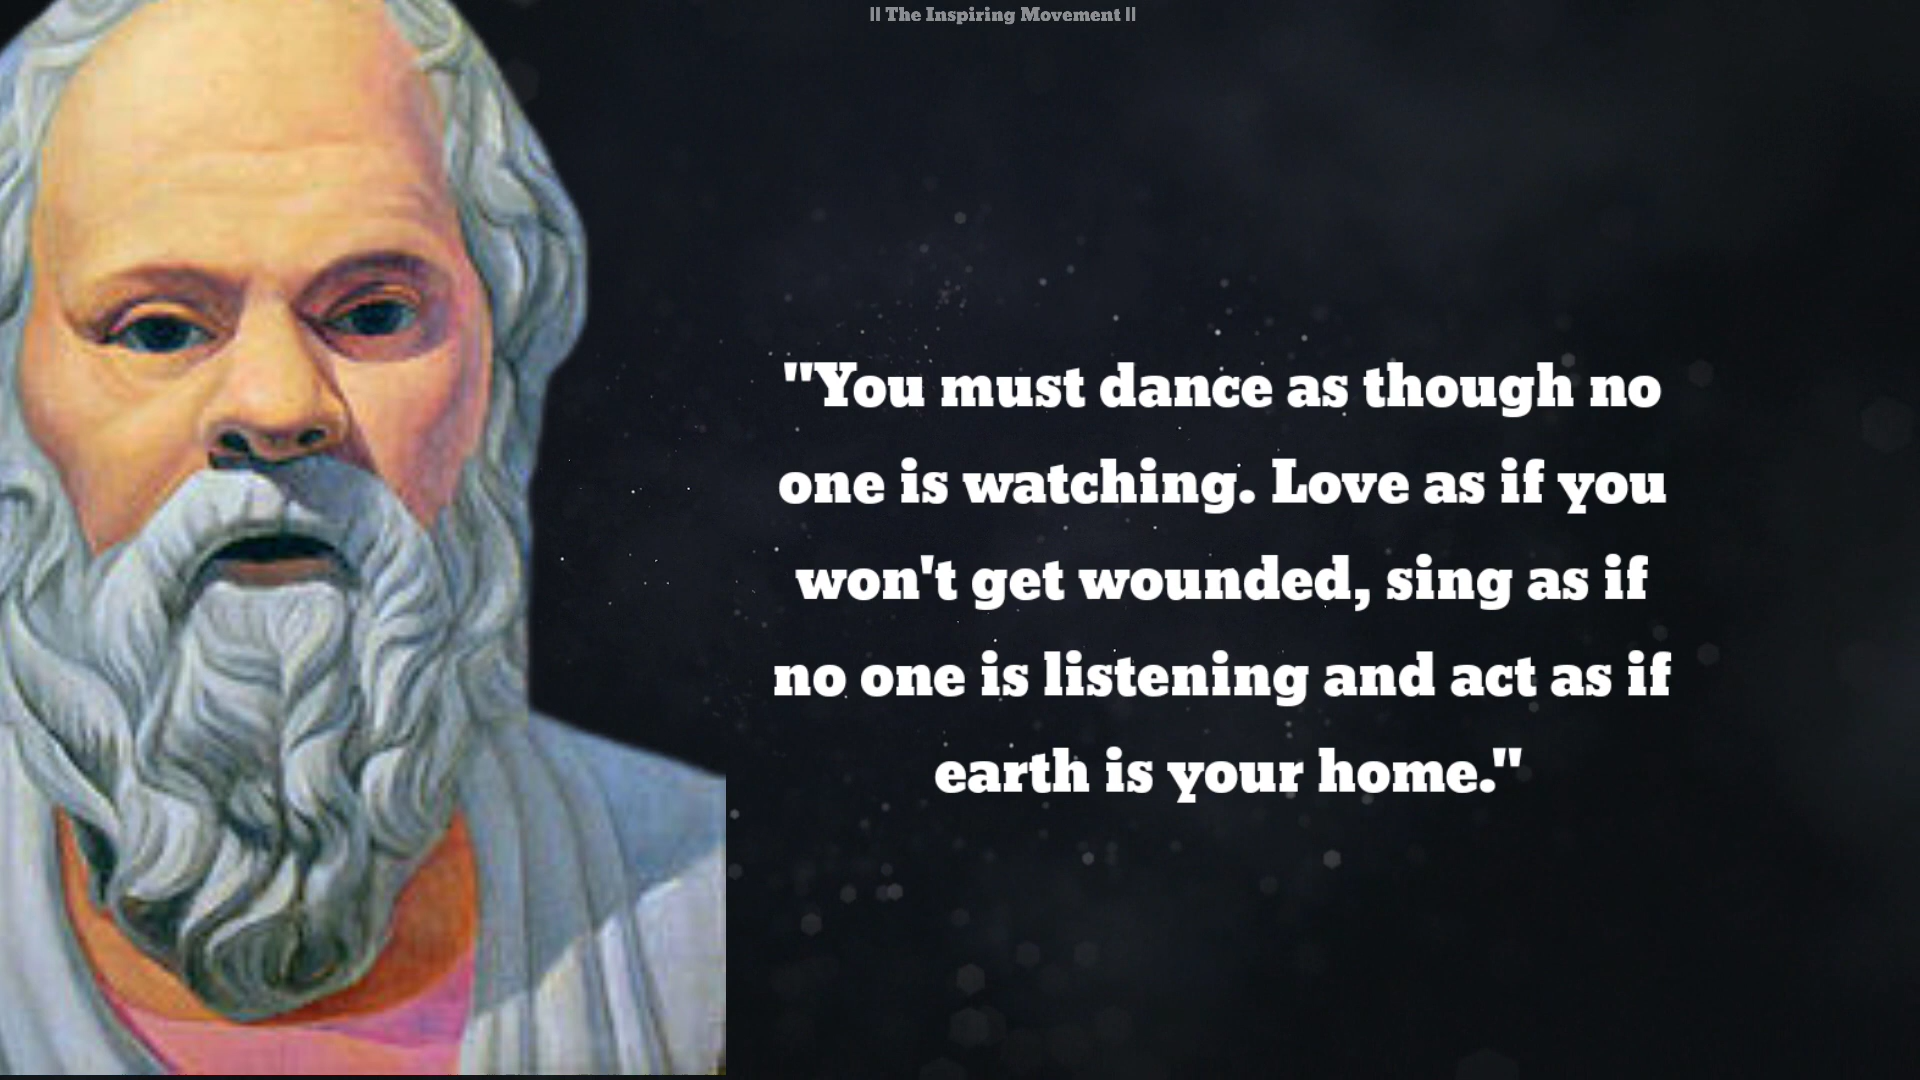 || The Inspiring Movement ||
"You must dance as though no
one is watching. Love as if you
won't get wounded, sing as if
no one is listening and act as if
earth is your home."